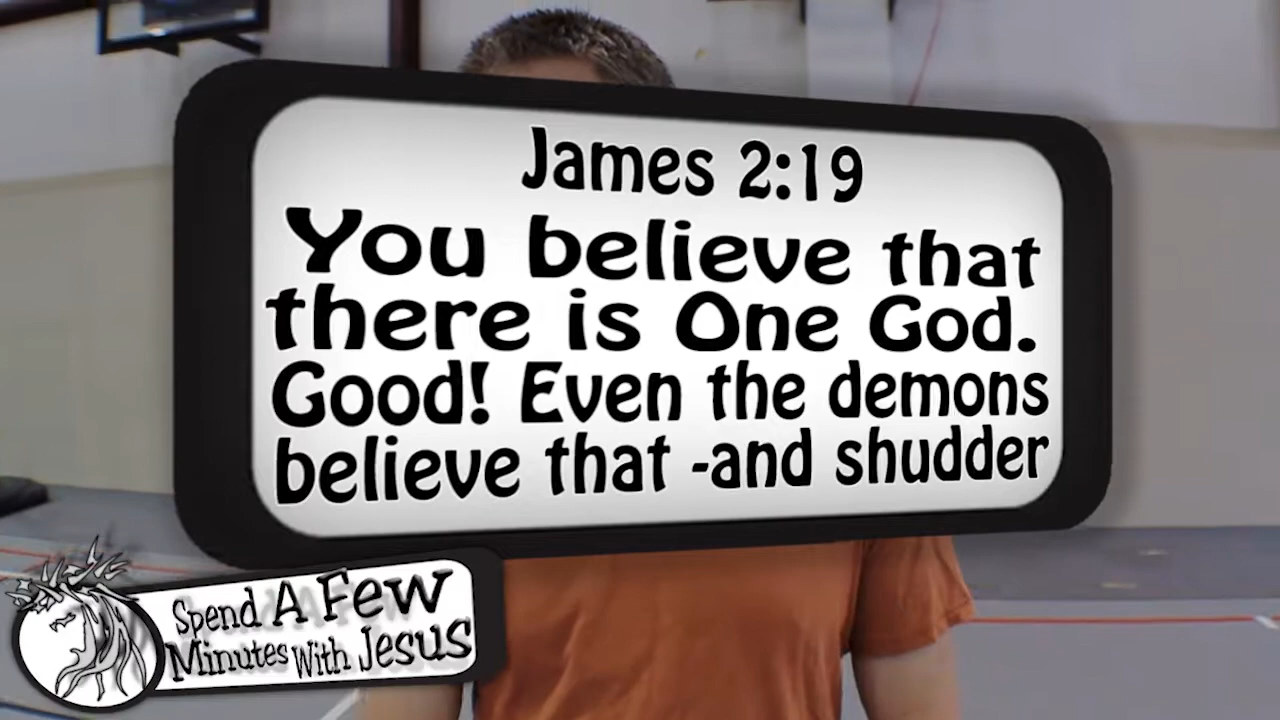 James 2:19
You believe that
there is One God.
Good! Even the demons
believe that -and shudder
Spend A Few
Minutes With Jesus